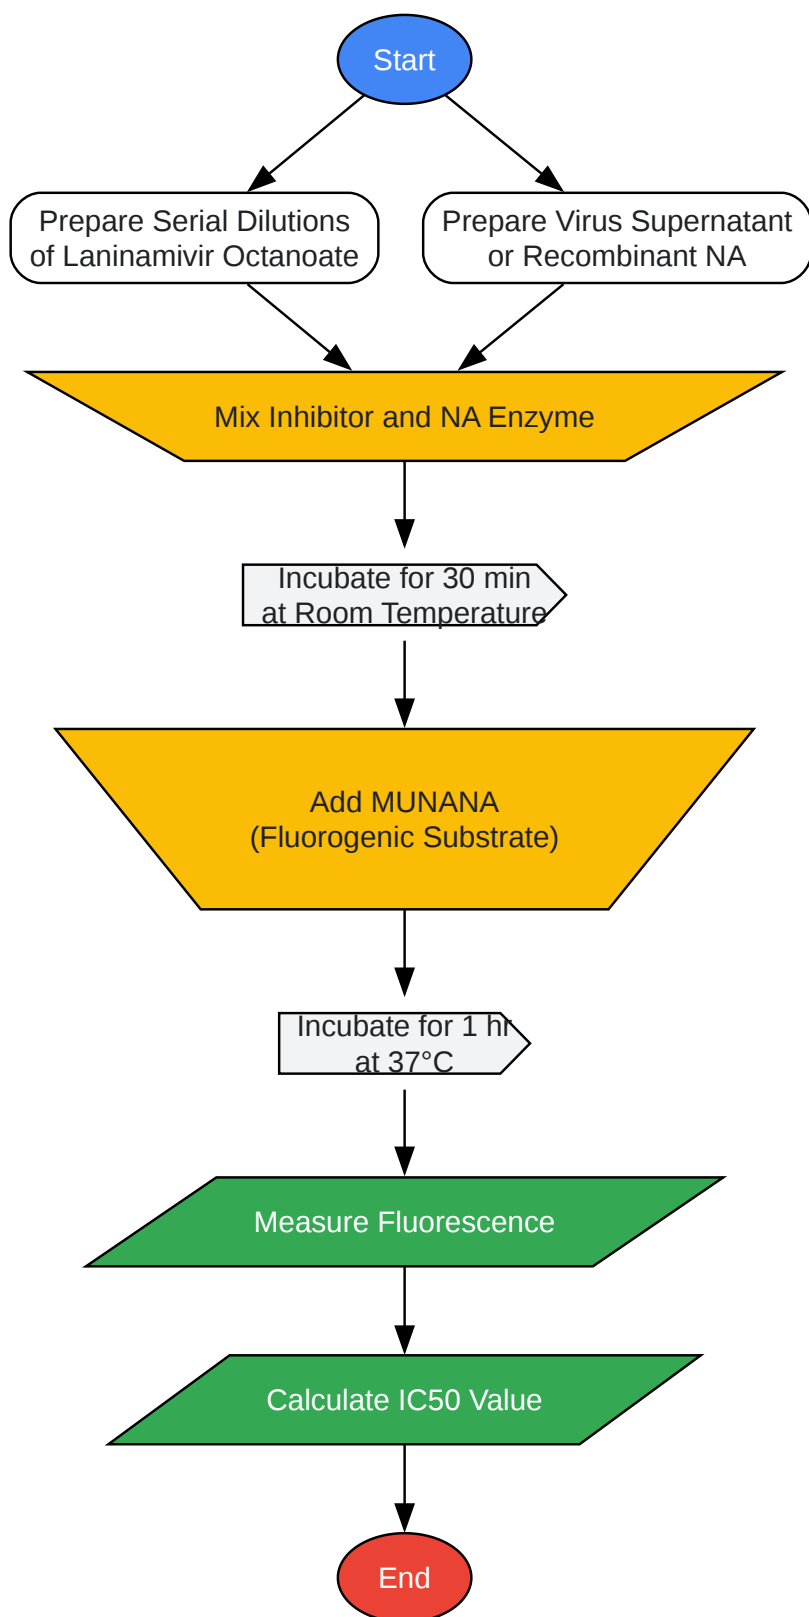 Start
Prepare Serial Dilutions
of Laninamivir Octanoate
Prepare Virus Supernatant
or Recombinant NA
Mix Inhibitor and NA Enzyme
Incubate for 30 min
at Room Temperature
Add MUNANA
(Fluorogenic Substrate)
Incubate for 1 hr
at 37°C
Measure Fluorescence
Calculate IC50 Value
End